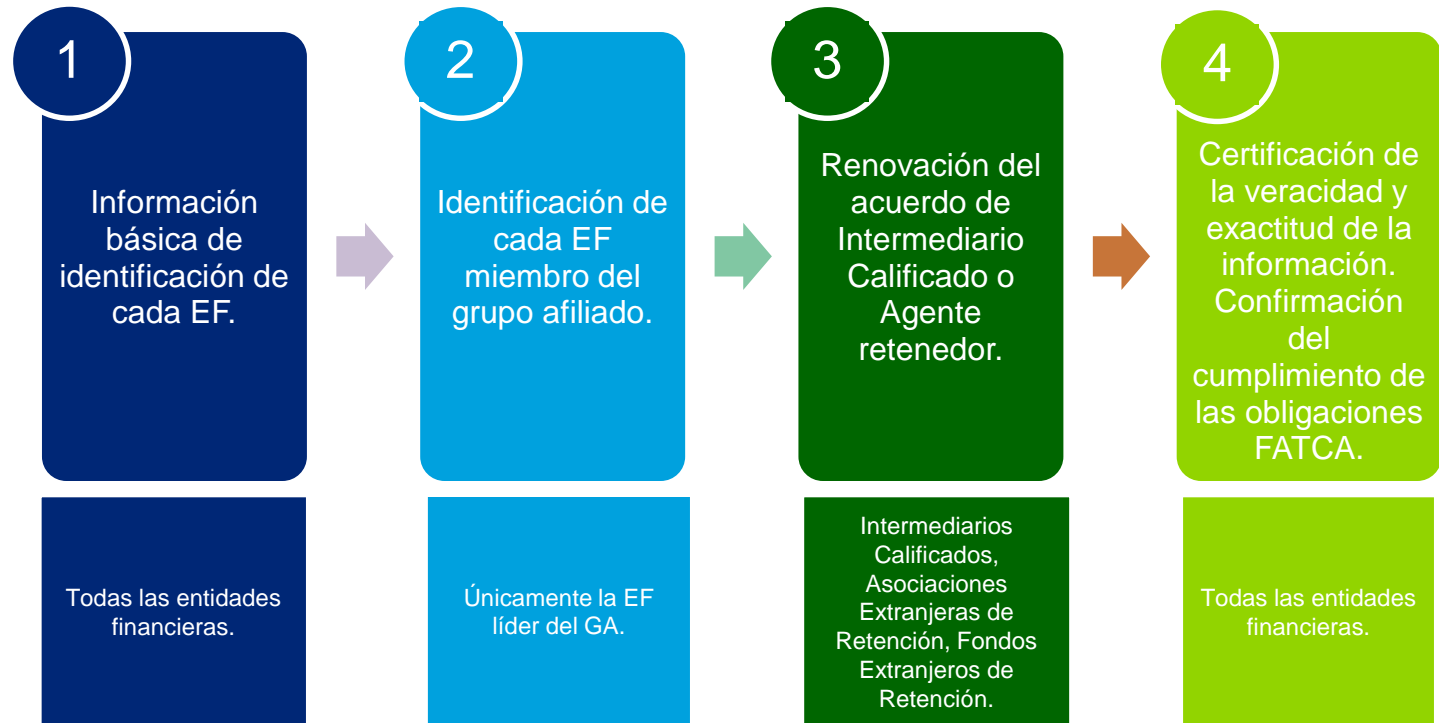 1
Información
básica de
identificación de
cada EF.
Todas las entidades
financieras.
2
Identificación de
cada EF
miembro del
grupo afiliado.
Únicamente la EF
líder del GA.
3
Renovación del
acuerdo de
Intermediario
Calificado o
Agente
retenedor.
Intermediarios
Calificados,
Asociaciones
Extranjeras de
Retención, Fondos
Extranjeros de
Retención.
4
Certificación de
la veracidad y
exactitud de la
información.
Confirmación
del
cumplimiento de
las obligaciones
FATCA.
Todas las entidades
financieras.